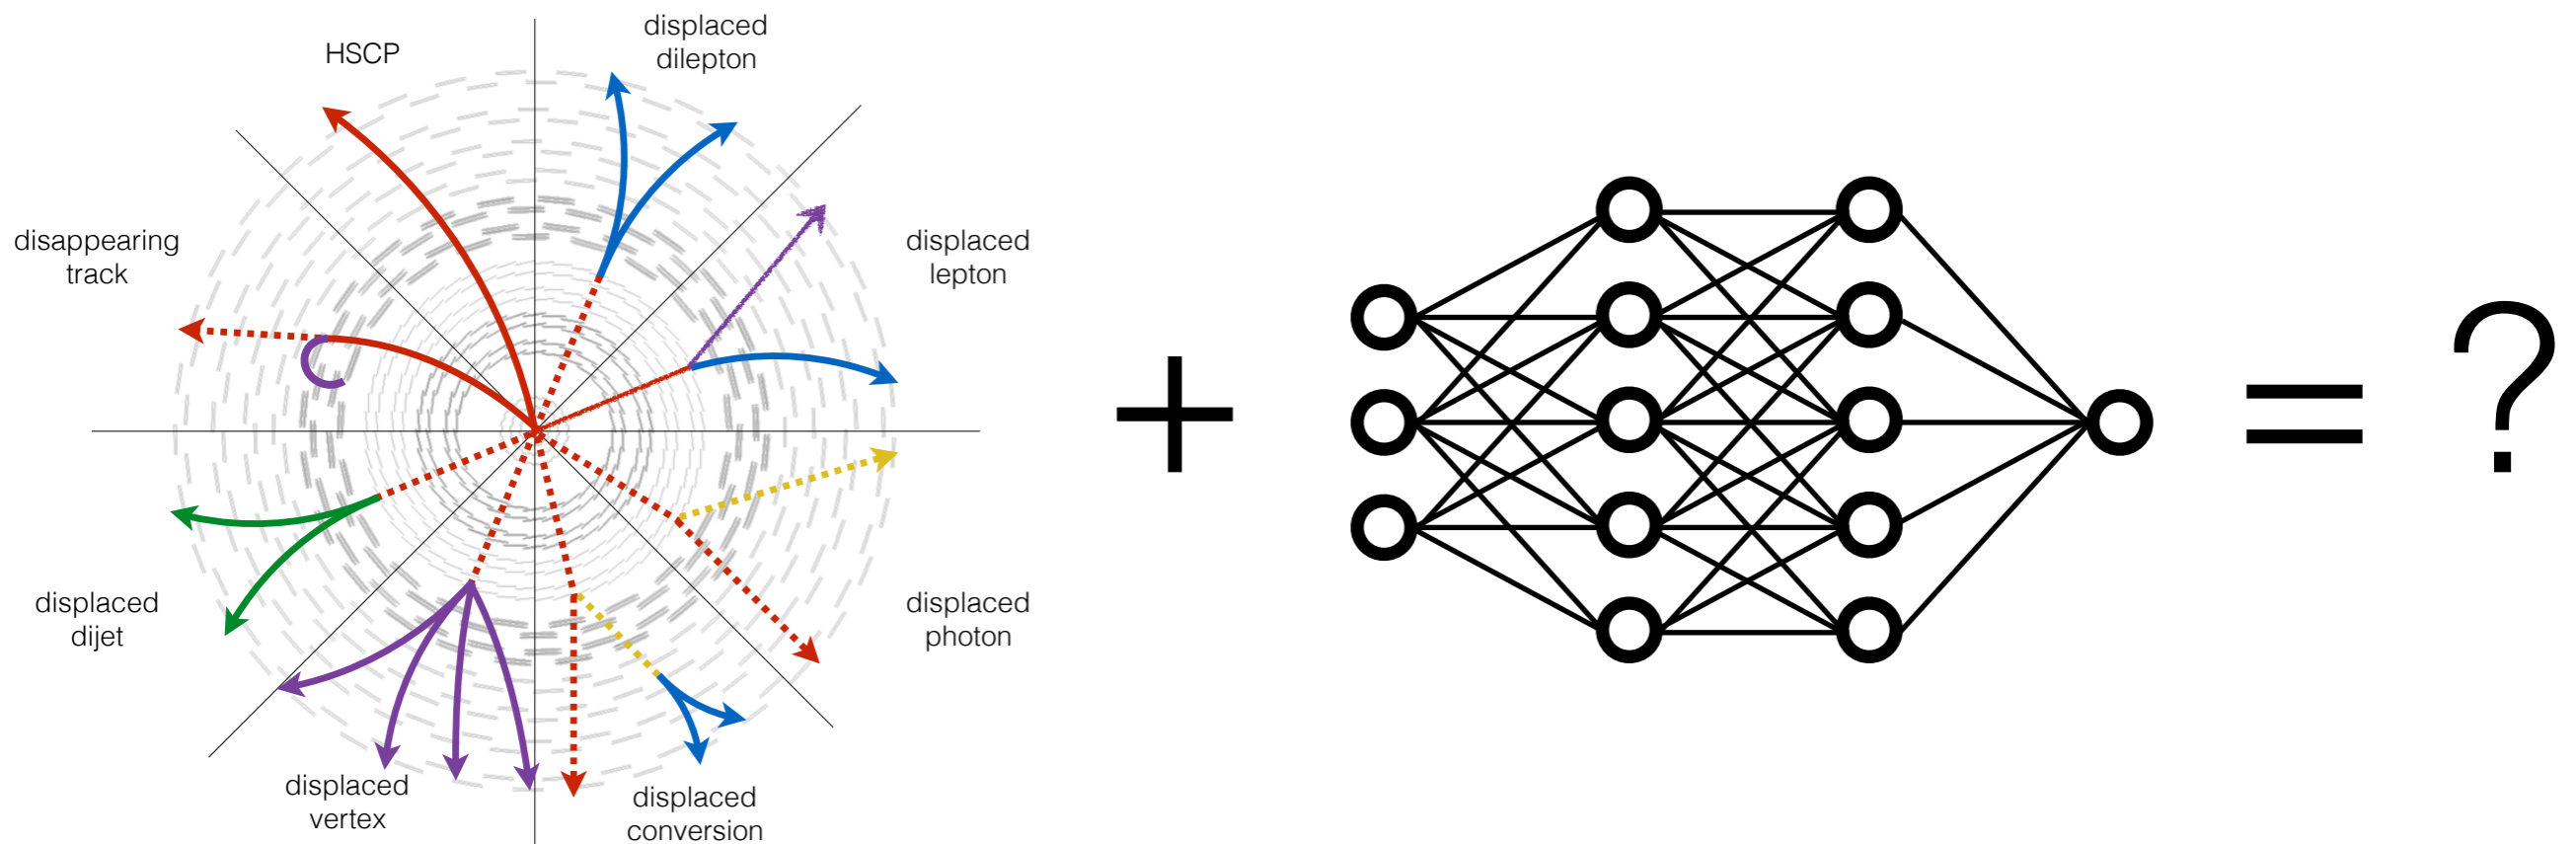 HSCP
displaced
dilepton
disappearing
track
displaced
lepton
displaced
dijet
displaced
photon
displaced
vertex
displaced
conversion
+
=
?